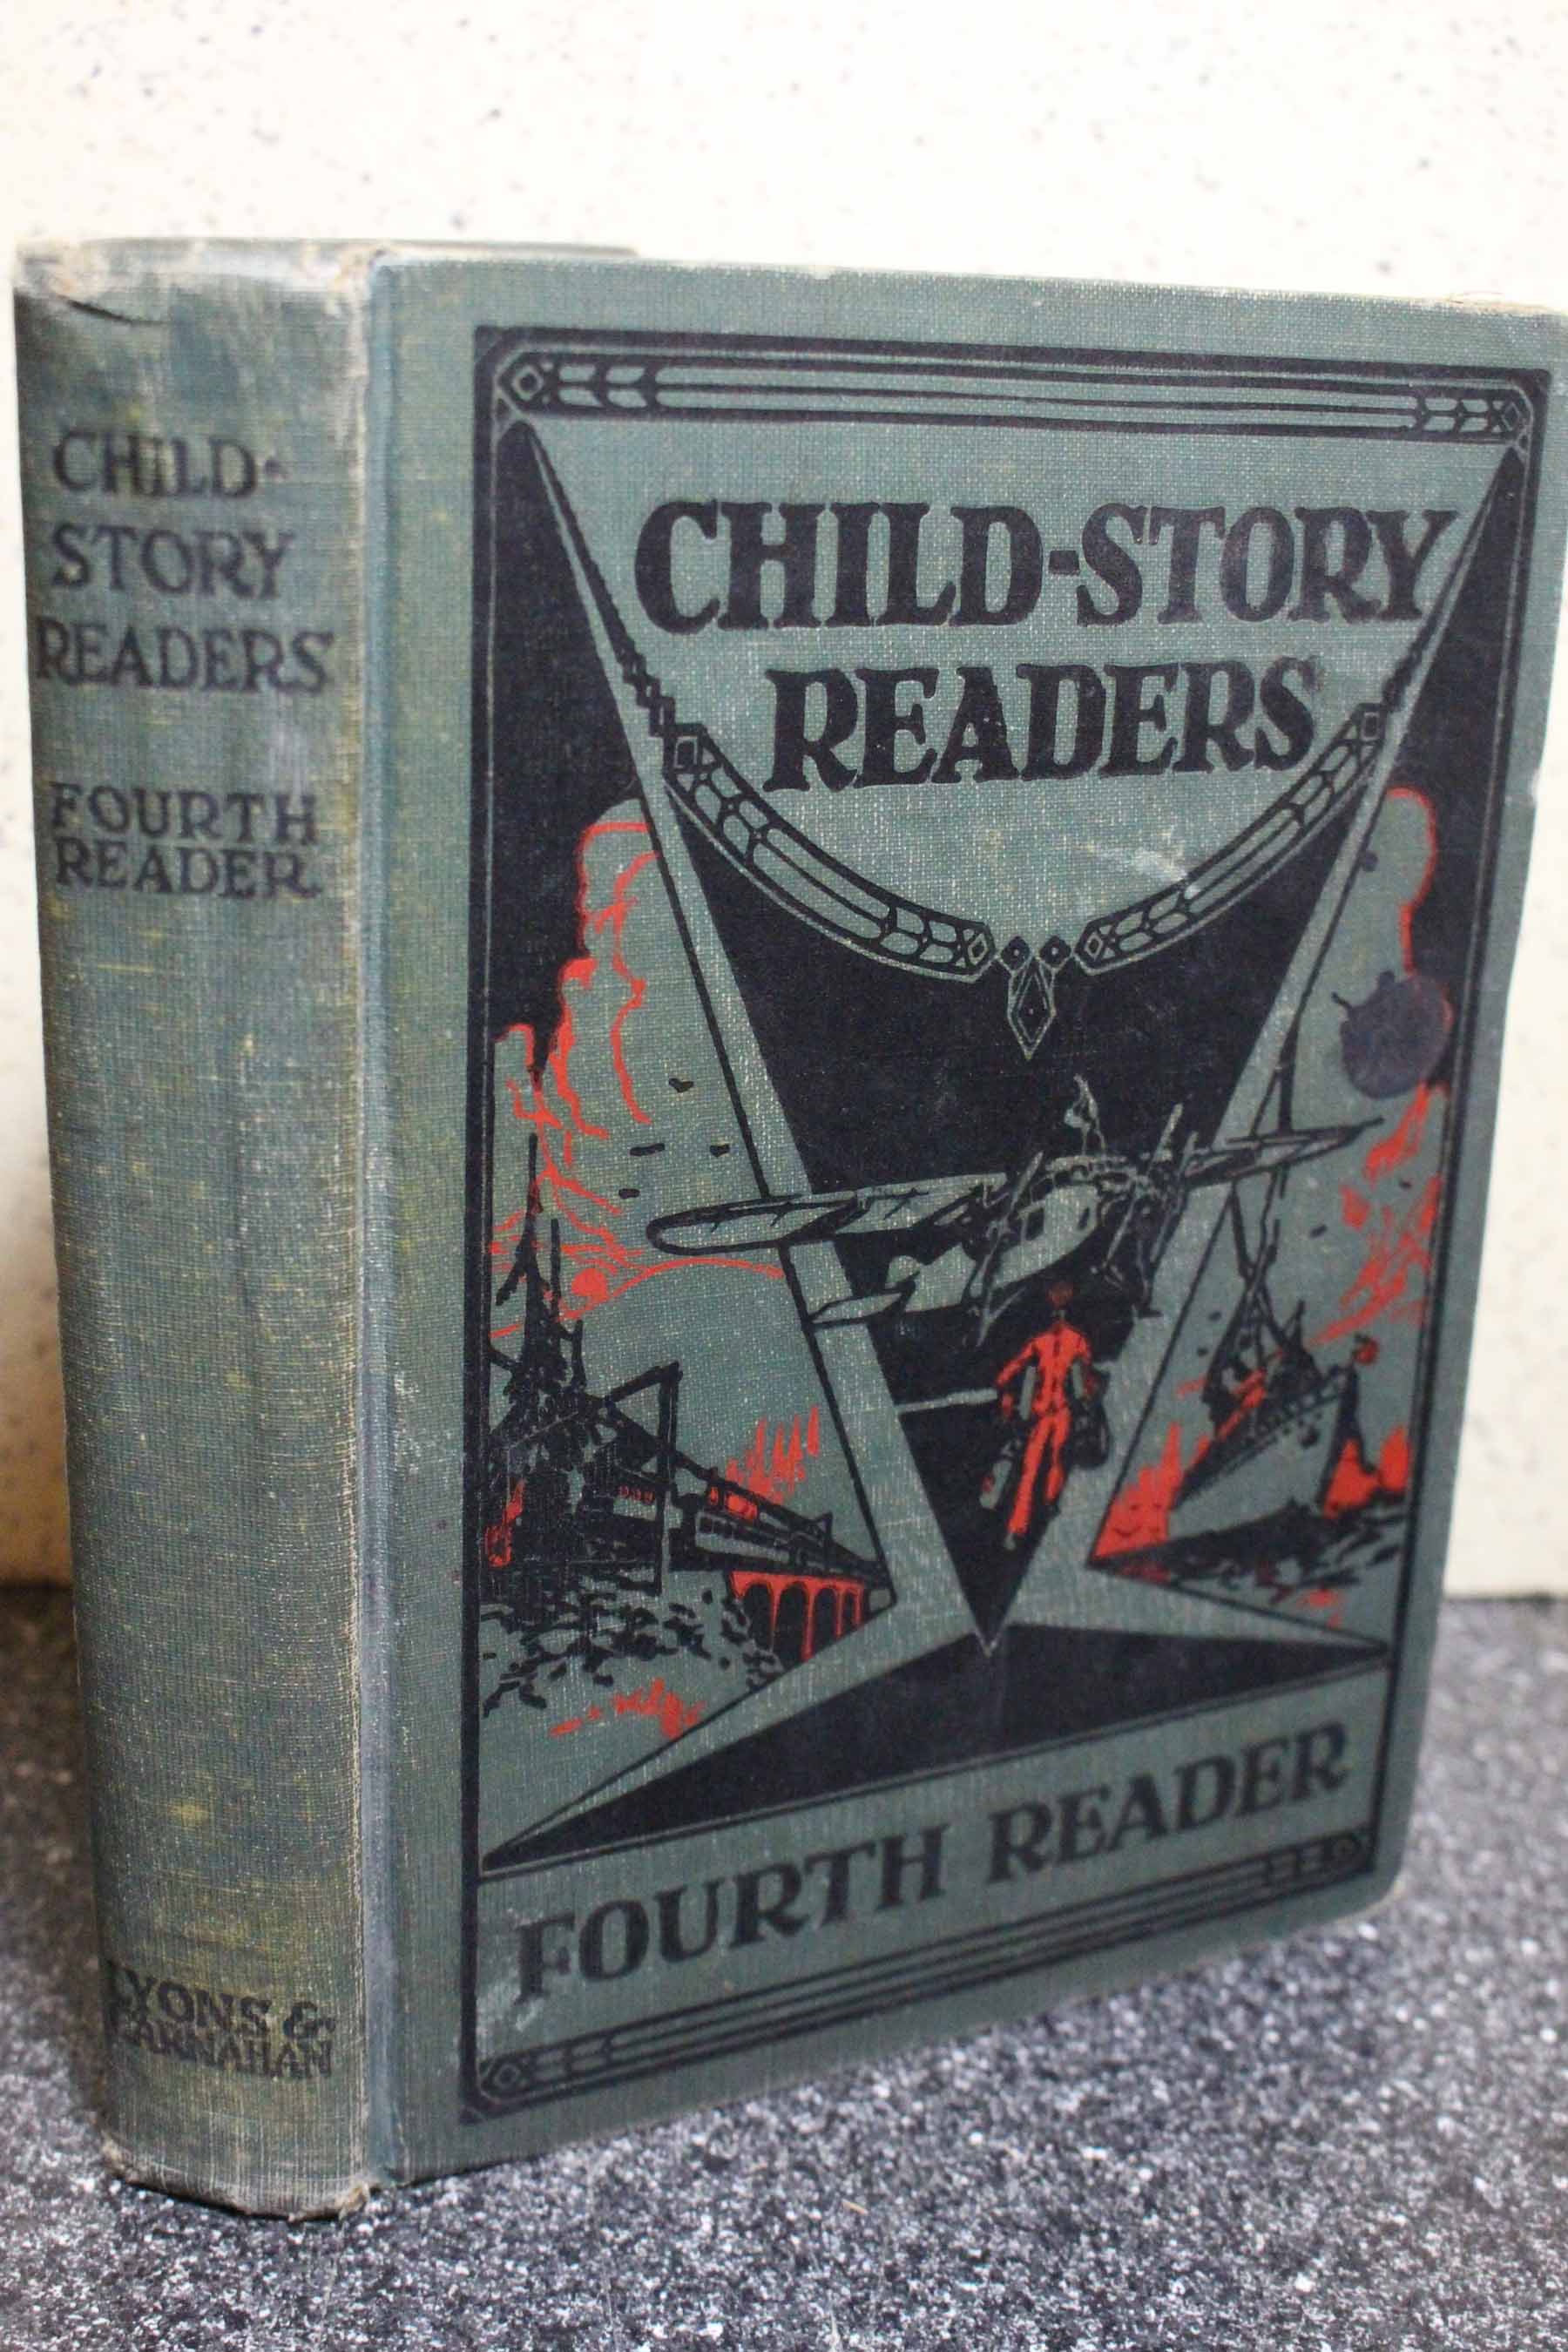 CHILD-
STORY
READERS
FOURTH
READER
LYONS &
CARNAHAN
CHILD-STORY
READERS
FOURTH READER